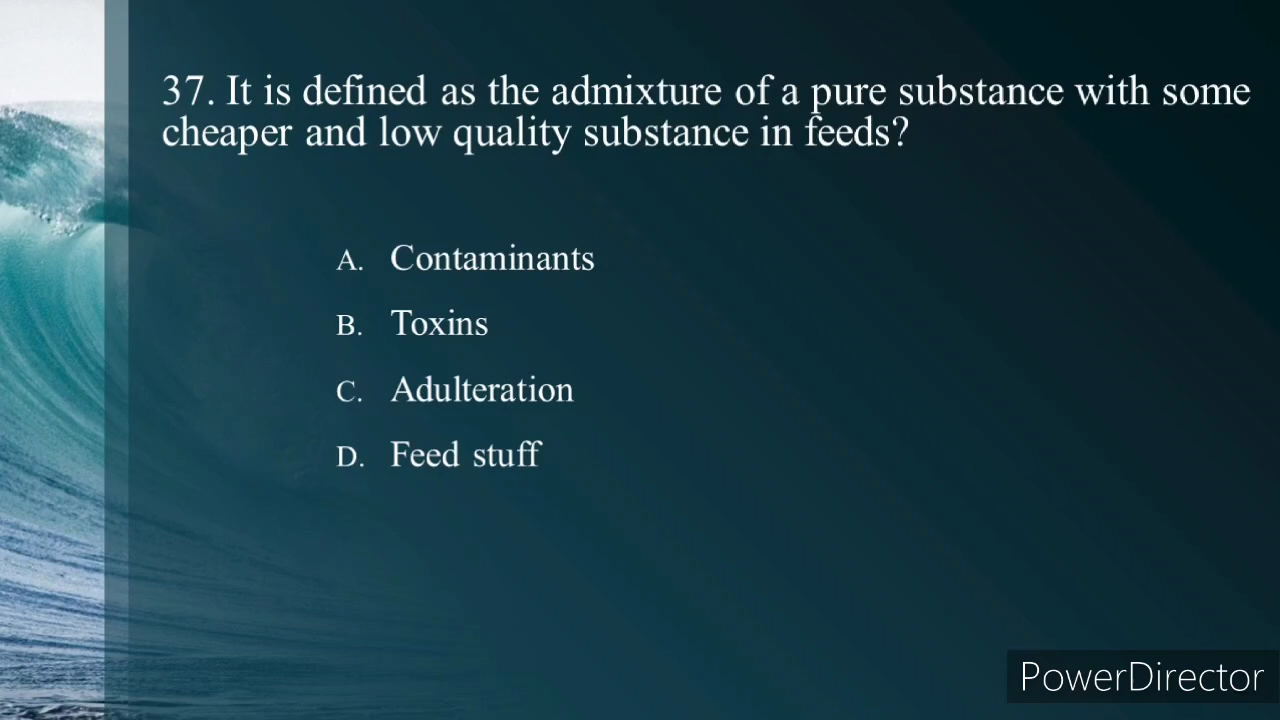 37. It is defined as the admixture of a pure substance with some
cheaper and low quality substance in feeds?
A. Contaminants
B. Toxins
C. Adulteration
D. Feed stuff
PowerDirector